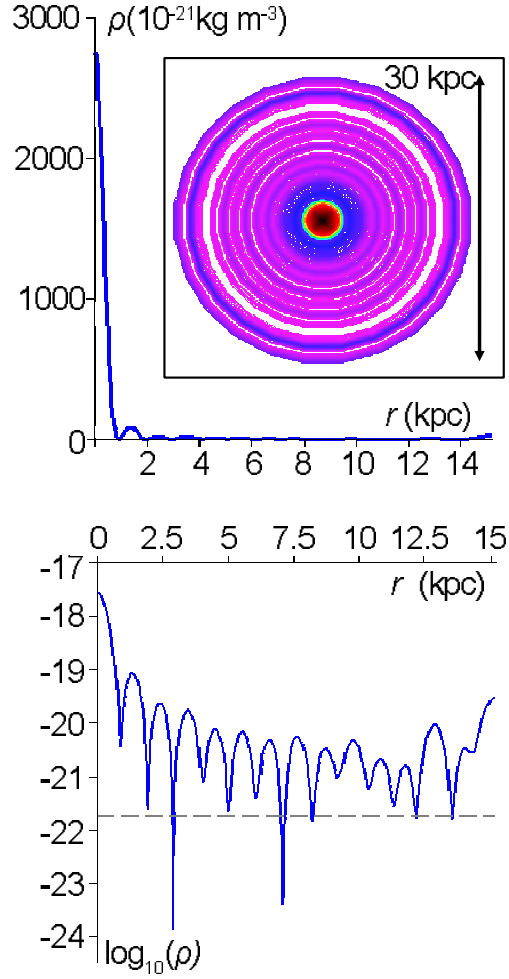 3000 ρ(10⁻²¹kg m⁻³)
30 kpc
2000
1000
r (kpc)
0
2 4 6 8 10 12 14
0 2.5 5 7.5 10 12.5 15
-17
r (kpc)
-18
-19
-20
-21
-22
-23
-24
log₁₀(ρ)